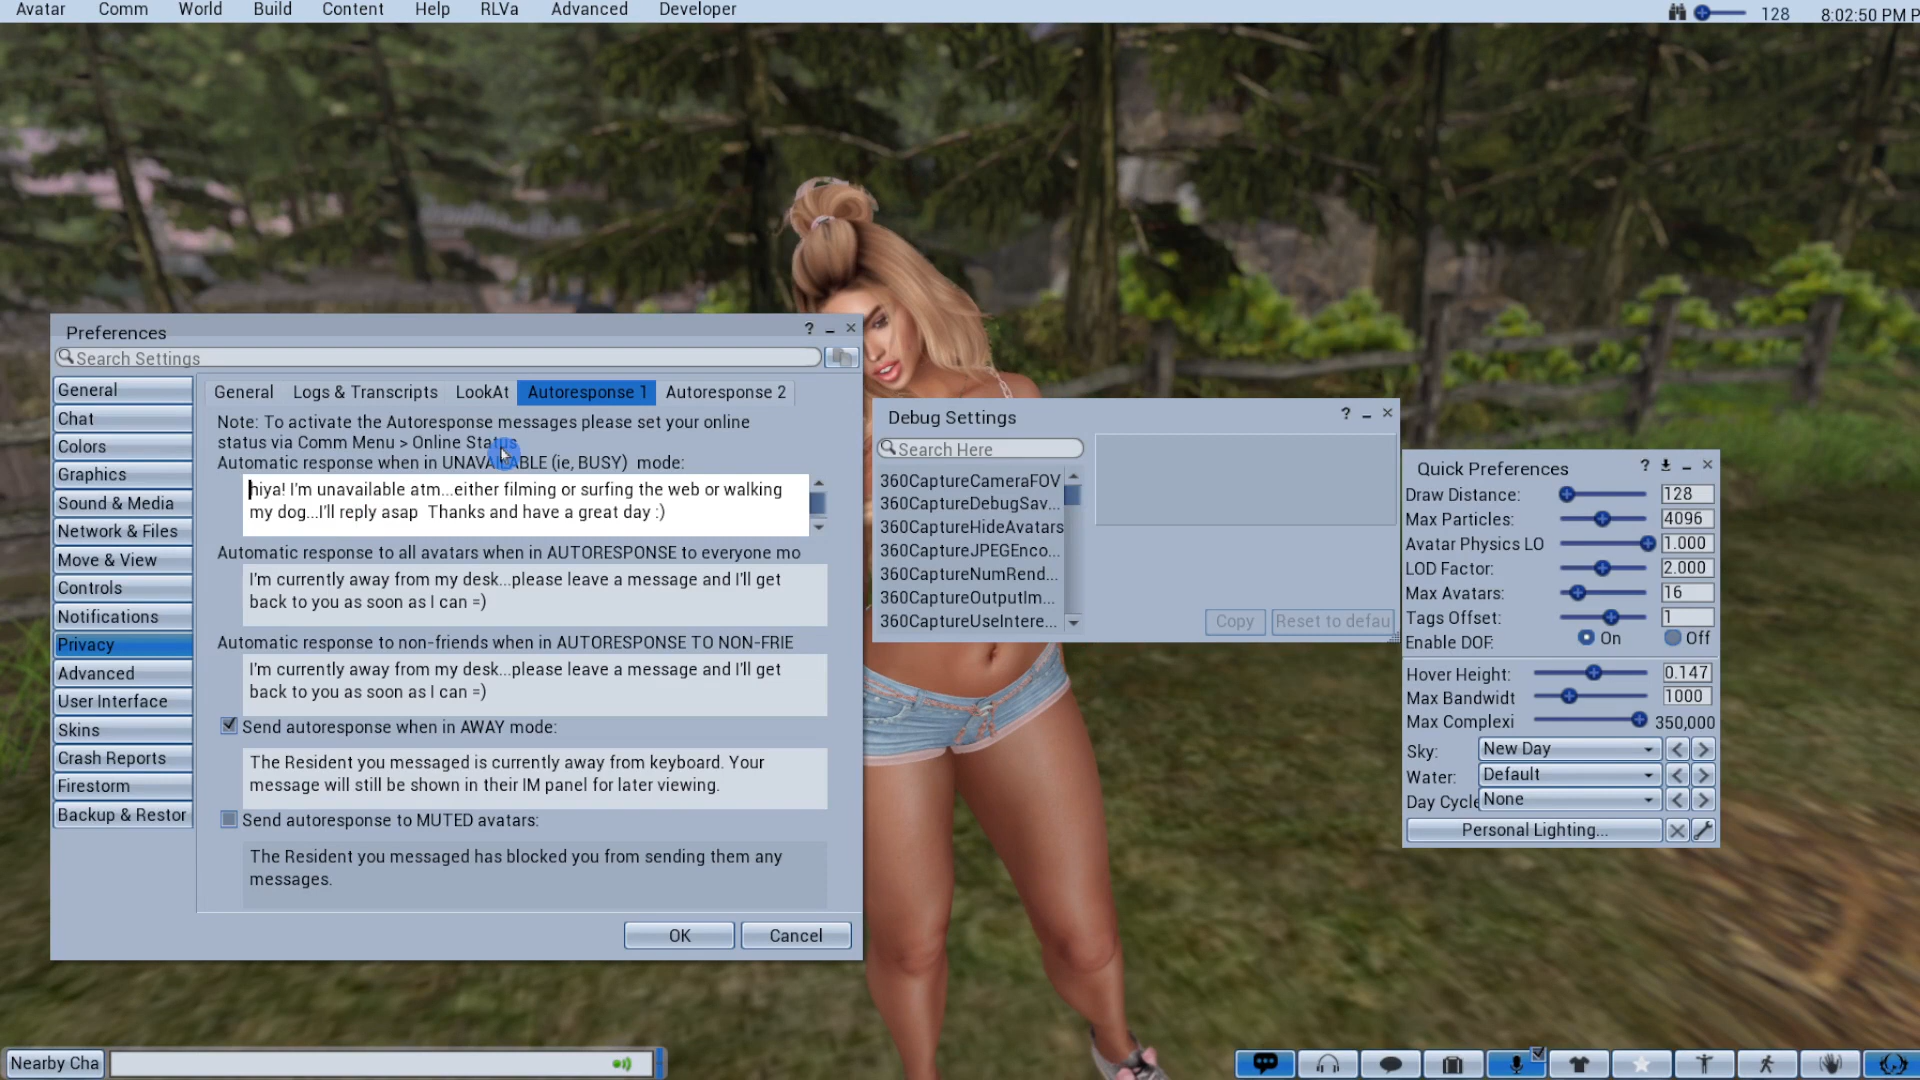 Avatar Comm World Build Content Help RLVa Advanced Developer 128 8:02:50 PM P
Preferences ?
Search Settings
General
Chat
Colors
Graphics
Sound & Media
Network & Files
Move & View
Controls
Notifications
Privacy
Advanced
User Interface
Skins
Crash Reports
Firestorm
Backup & Restor
General Logs & Transcripts LookAt Autoresponse 1 Autoresponse 2
Note: To activate the Autoresponse messages please set your online
status via Comm Menu > Online Status
Automatic response when in UNAVAILABLE (ie, BUSY) mode:
hiya! I'm unavailable atm...either filming or surfing the web or walking
my dog...I'll reply asap Thanks and have a great day :)
Automatic response to all avatars when in AUTORESPONSE to everyone mo
I'm currently away from my desk...please leave a message and I'll get
back to you as soon as I can =)
Automatic response to non-friends when in AUTORESPONSE TO NON-FRIE
I'm currently away from my desk...please leave a message and I'll get
back to you as soon as I can =)
Send autoresponse when in AWAY mode:
The Resident you messaged is currently away from keyboard. Your
message will still be shown in their IM panel for later viewing.
Send autoresponse to MUTED avatars:
The Resident you messaged has blocked you from sending them any
messages.
OK Cancel
Debug Settings ?
Search Here
360CaptureCameraFOV
360CaptureDebugSav...
360CaptureHideAvatars
360CaptureJPEGEnco...
360CaptureNumRend...
360CaptureOutputIm...
360CaptureUseIntere...
Copy Reset to defau
Quick Preferences ?
Draw Distance: 128
Max Particles: 4096
Avatar Physics LO 1.000
LOD Factor: 2.000
Max Avatars: 16
Tags Offset: 1
Enable DOF: On Off
Hover Height: 0.147
Max Bandwidt 1000
Max Complexi 350,000
Sky: New Day
Water: Default
Day Cycle None
Personal Lighting...
Nearby Cha